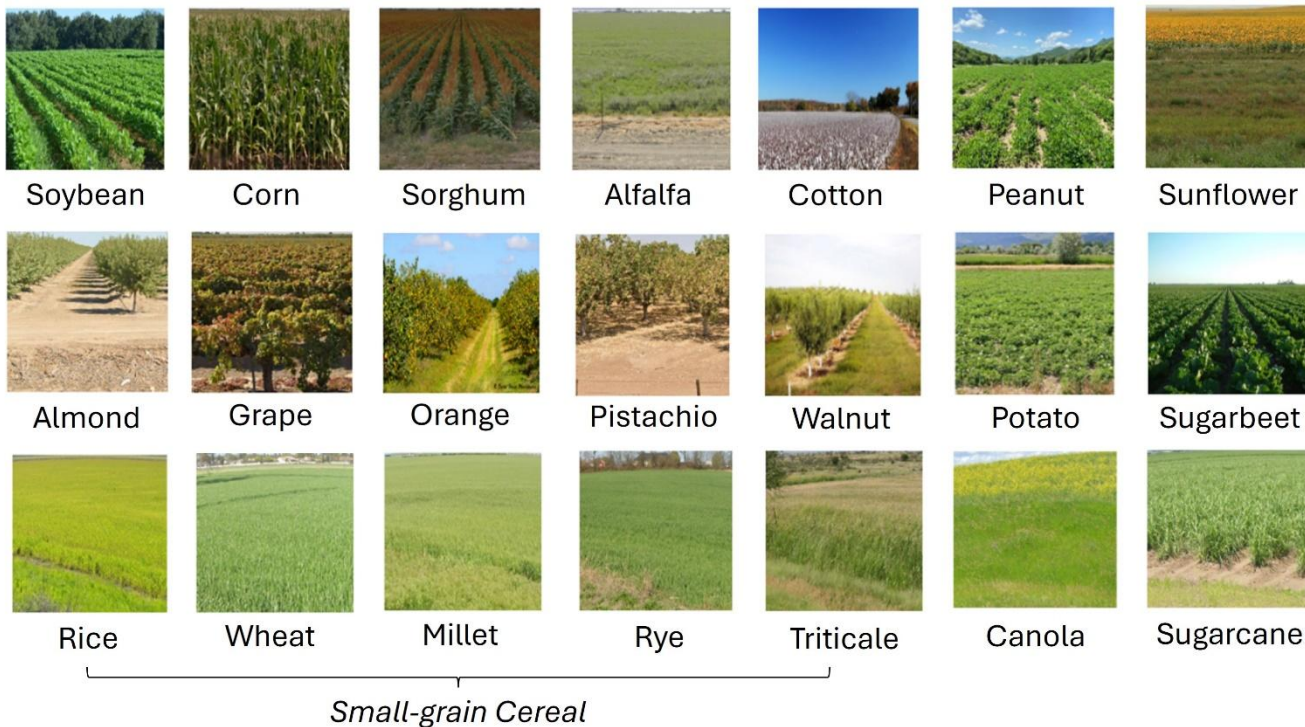 Soybean Corn Sorghum Alfalfa Cotton Peanut Sunflower
Almond Grape Orange Pistachio Walnut Potato Sugarbeet
Rice Wheat Millet Rye Triticale Canola Sugarcane
Small-grain Cereal